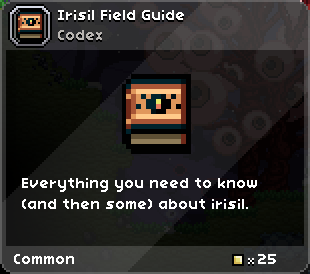 Irisil Field Guide
Codex
Everything you need to know
(and then some) about irisil.
Common
x25